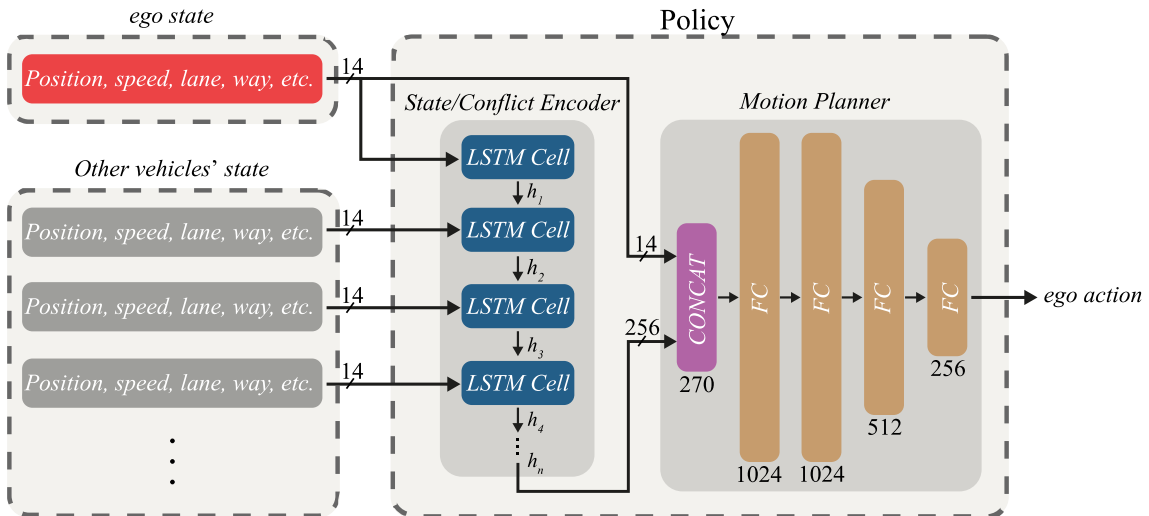 ego state
Position, speed, lane, way, etc.
14
Other vehicles' state
Position, speed, lane, way, etc.
14
Position, speed, lane, way, etc.
14
Position, speed, lane, way, etc.
14
Policy
State/Conflict Encoder
LSTM Cell
h1
LSTM Cell
h2
LSTM Cell
h3
LSTM Cell
h4
hn
Motion Planner
14
256
CONCAT
270
FC
1024
FC
1024
FC
512
FC
256
ego action